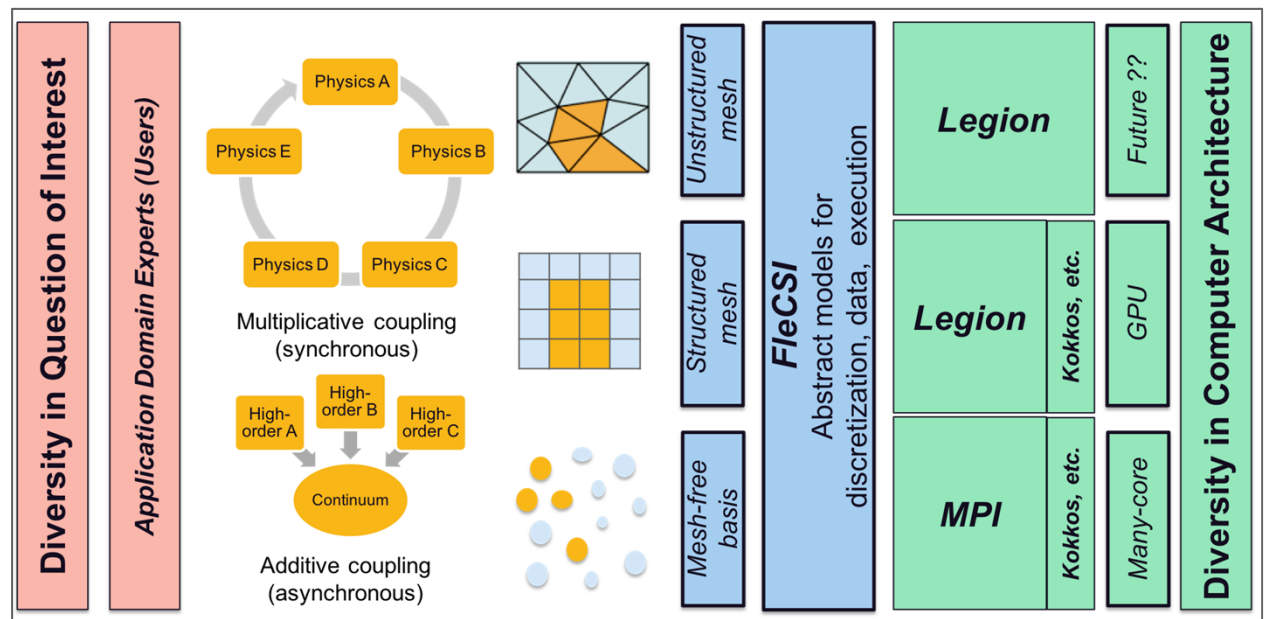 Diversity in Question of Interest
Application Domain Experts (Users)
Physics A
Physics E
Physics B
Physics D
Physics C
Multiplicative coupling
(synchronous)
High-
order A
High-
order B
High-
order C
Continuum
Additive coupling
(asynchronous)
Unstructured
mesh
Structured
mesh
Mesh-free
basis
FleCSI
Abstract models for
discretization, data, execution
Legion
Legion
Kokkos, etc.
MPI
Kokkos, etc.
Future ??
GPU
Many-core
Diversity in Computer Architecture